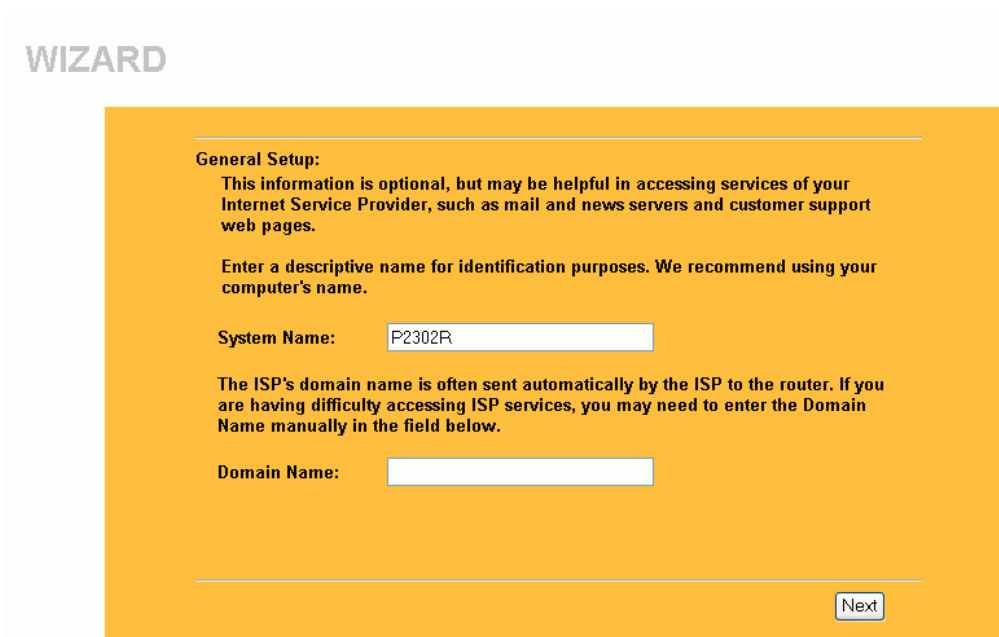 WIZARD
General Setup:
This information is optional, but may be helpful in accessing services of your
Internet Service Provider, such as mail and news servers and customer support
web pages.
Enter a descriptive name for identification purposes. We recommend using your
computer's name.
System Name: P2302R
The ISP's domain name is often sent automatically by the ISP to the router. If you
are having difficulty accessing ISP services, you may need to enter the Domain
Name manually in the field below.
Domain Name:
Next